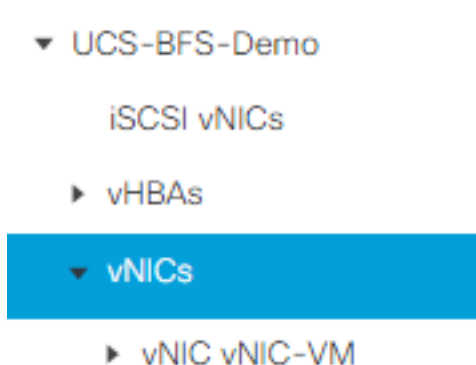 UCS-BFS-Demo
iSCSI vNICs
vHBAs
vNICs
vNIC vNIC-VM